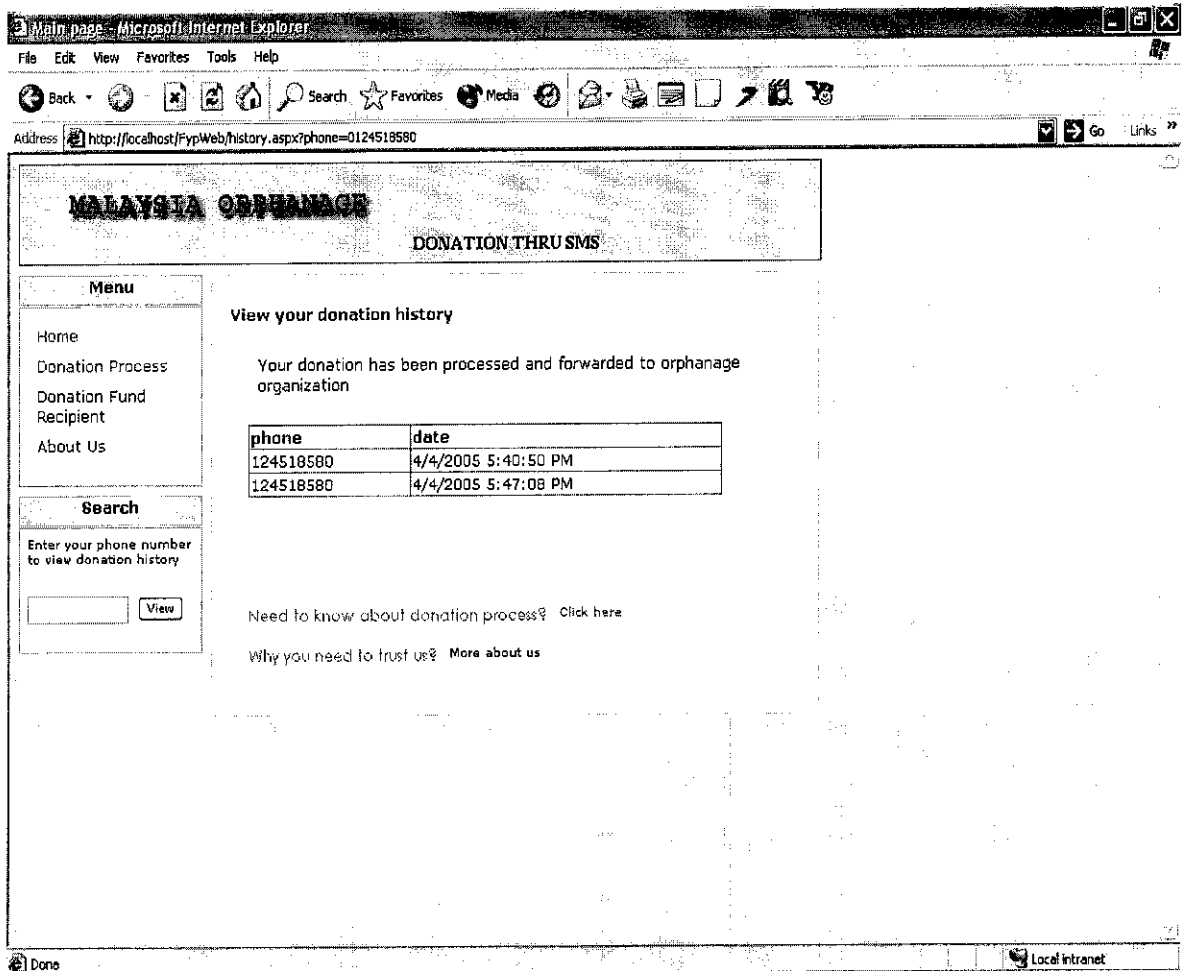 Main page - Microsoft Internet Explorer
File Edit View Favorites Tools Help
Back Search Favorites Media
Address http://localhost/FypWeb/history.aspx?phone=0124518580 Go Links »
MALAYSIA ORPHANAGE
DONATION THRU SMS
Menu
Home
Donation Process
Donation Fund
Recipient
About Us
Search
Enter your phone number
to view donation history
View
View your donation history
Your donation has been processed and forwarded to orphanage
organization
phone date
124518580 4/4/2005 5:40:50 PM
124518580 4/4/2005 5:47:08 PM
Need to know about donation process? Click here
Why you need to trust us? More about us
Done Local intranet